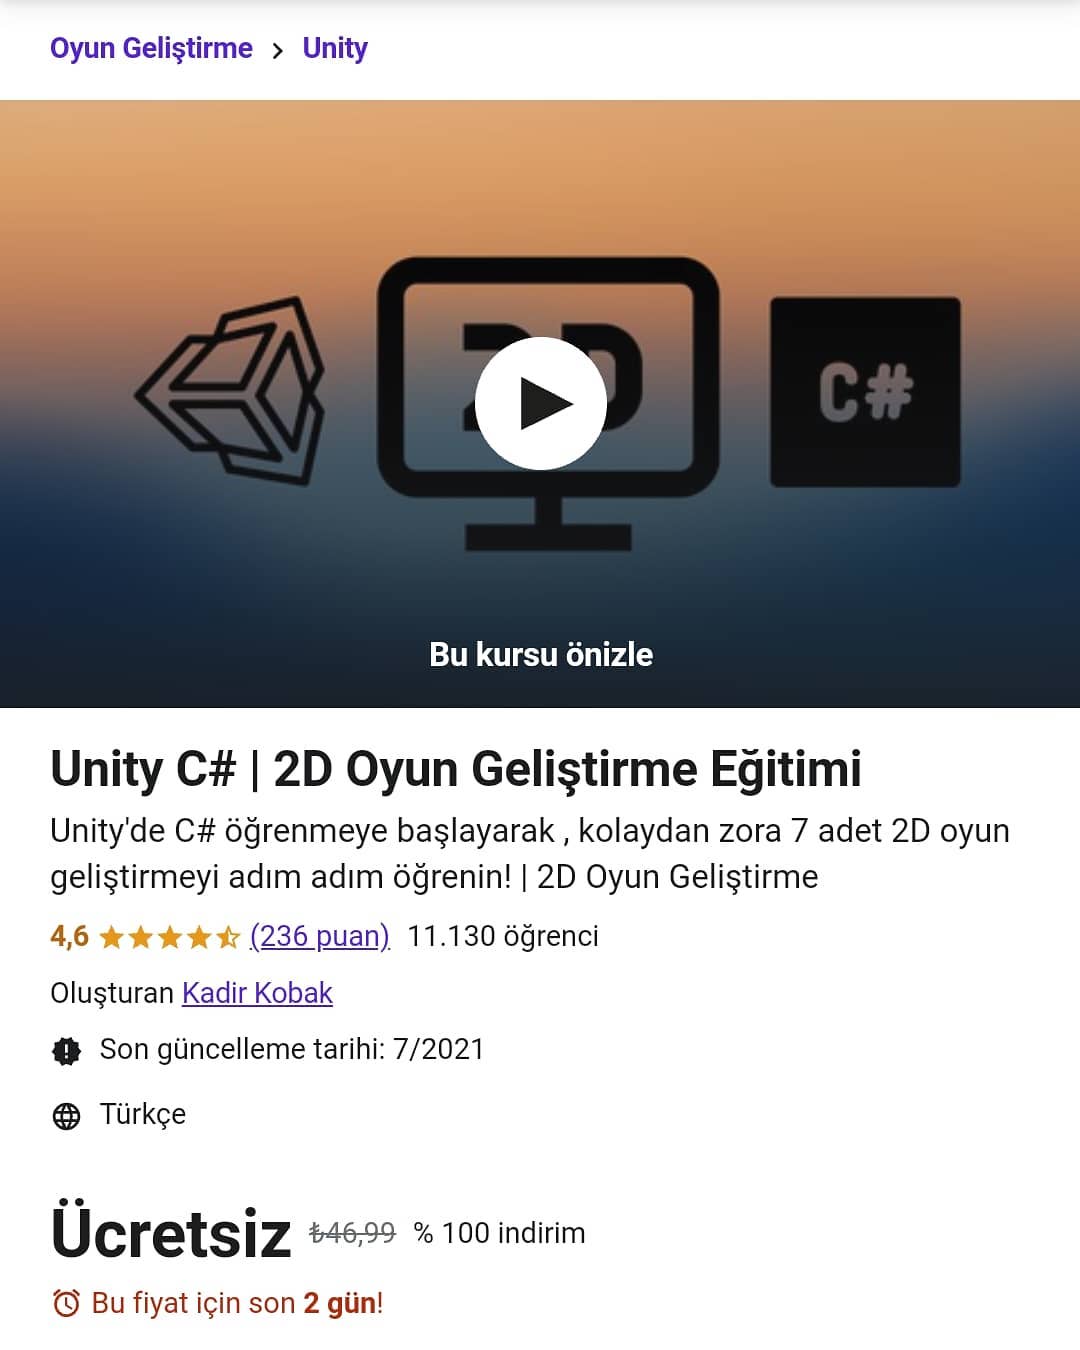 Oyun Geliştirme > Unity
2D
C#
Bu kursu önizle
Unity C# | 2D Oyun Geliştirme Eğitimi
Unity'de C# öğrenmeye başlayarak , kolaydan zora 7 adet 2D oyun
geliştirmeyi adım adım öğrenin! | 2D Oyun Geliştirme
4,6 (236 puan) 11.130 öğrenci
Oluşturan Kadir Kobak
Son güncelleme tarihi: 7/2021
Türkçe
Ücretsiz ₺46,99 % 100 indirim
Bu fiyat için son 2 gün!